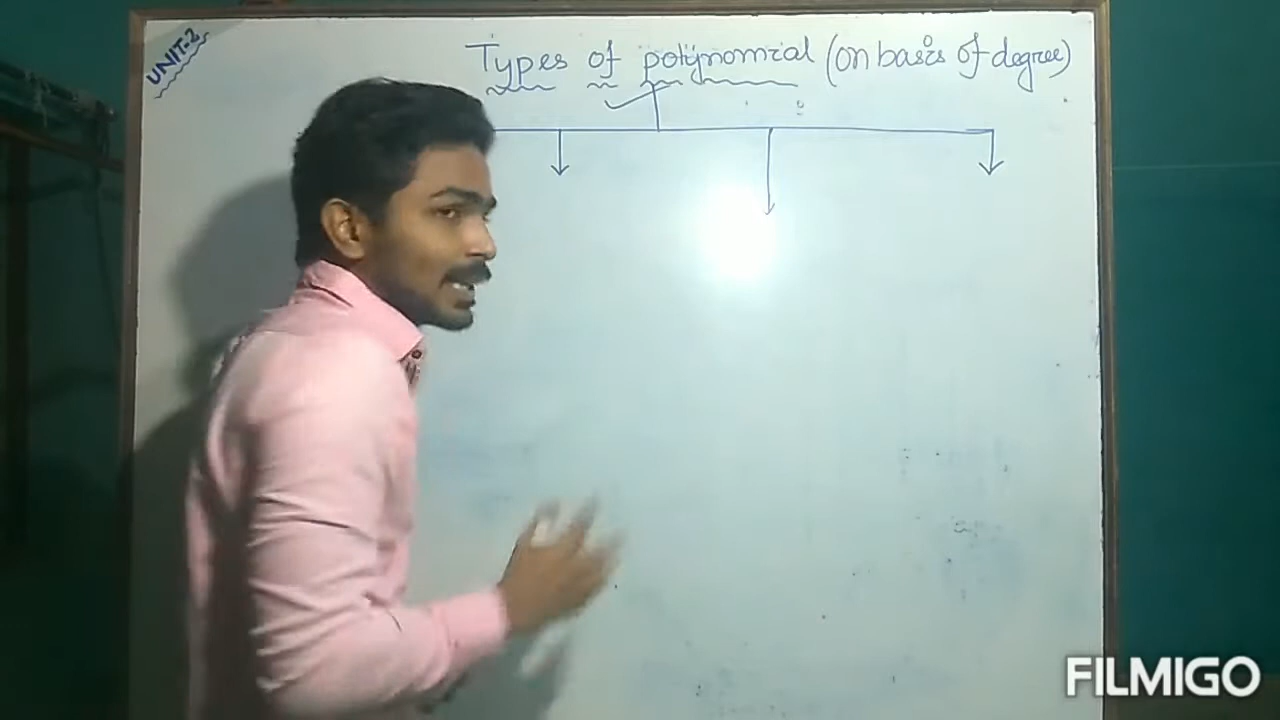 UNIT-2
Types of polynomial (on basis of degree)
FILMIGO